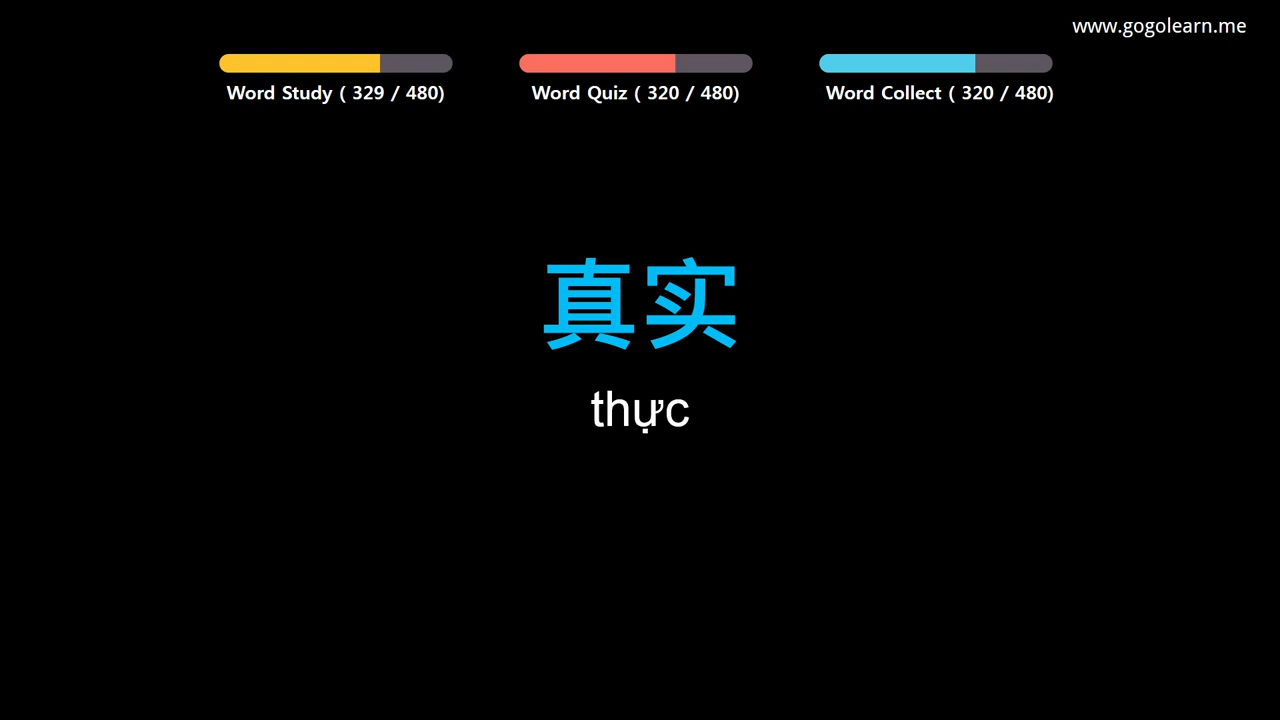 www.gogolearn.me
Word Study ( 329 / 480)
Word Quiz ( 320 / 480)
Word Collect ( 320 / 480)
真实
thực